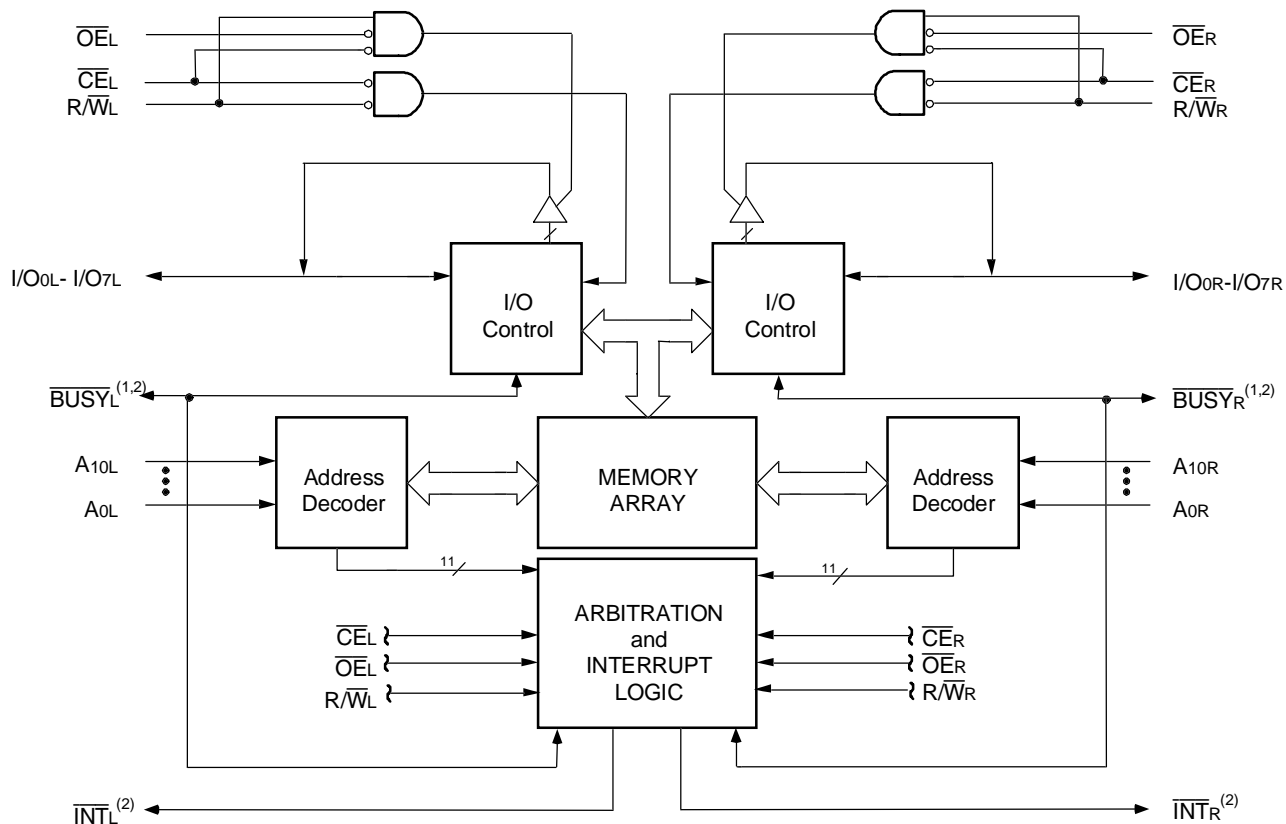 OEL
OER
CEL
CER
R/WL
R/WR
I/O0L- I/O7L
I/O
Control
I/O
Control
I/O0R-I/O7R
BUSYL(1,2)
BUSYR(1,2)
A10L
A0L
Address
Decoder
MEMORY
ARRAY
Address
Decoder
A10R
A0R
11
11
ARBITRATION
and
INTERRUPT
LOGIC
CEL
OEL
R/WL
CER
OER
R/WR
INTL(2)
INTR(2)